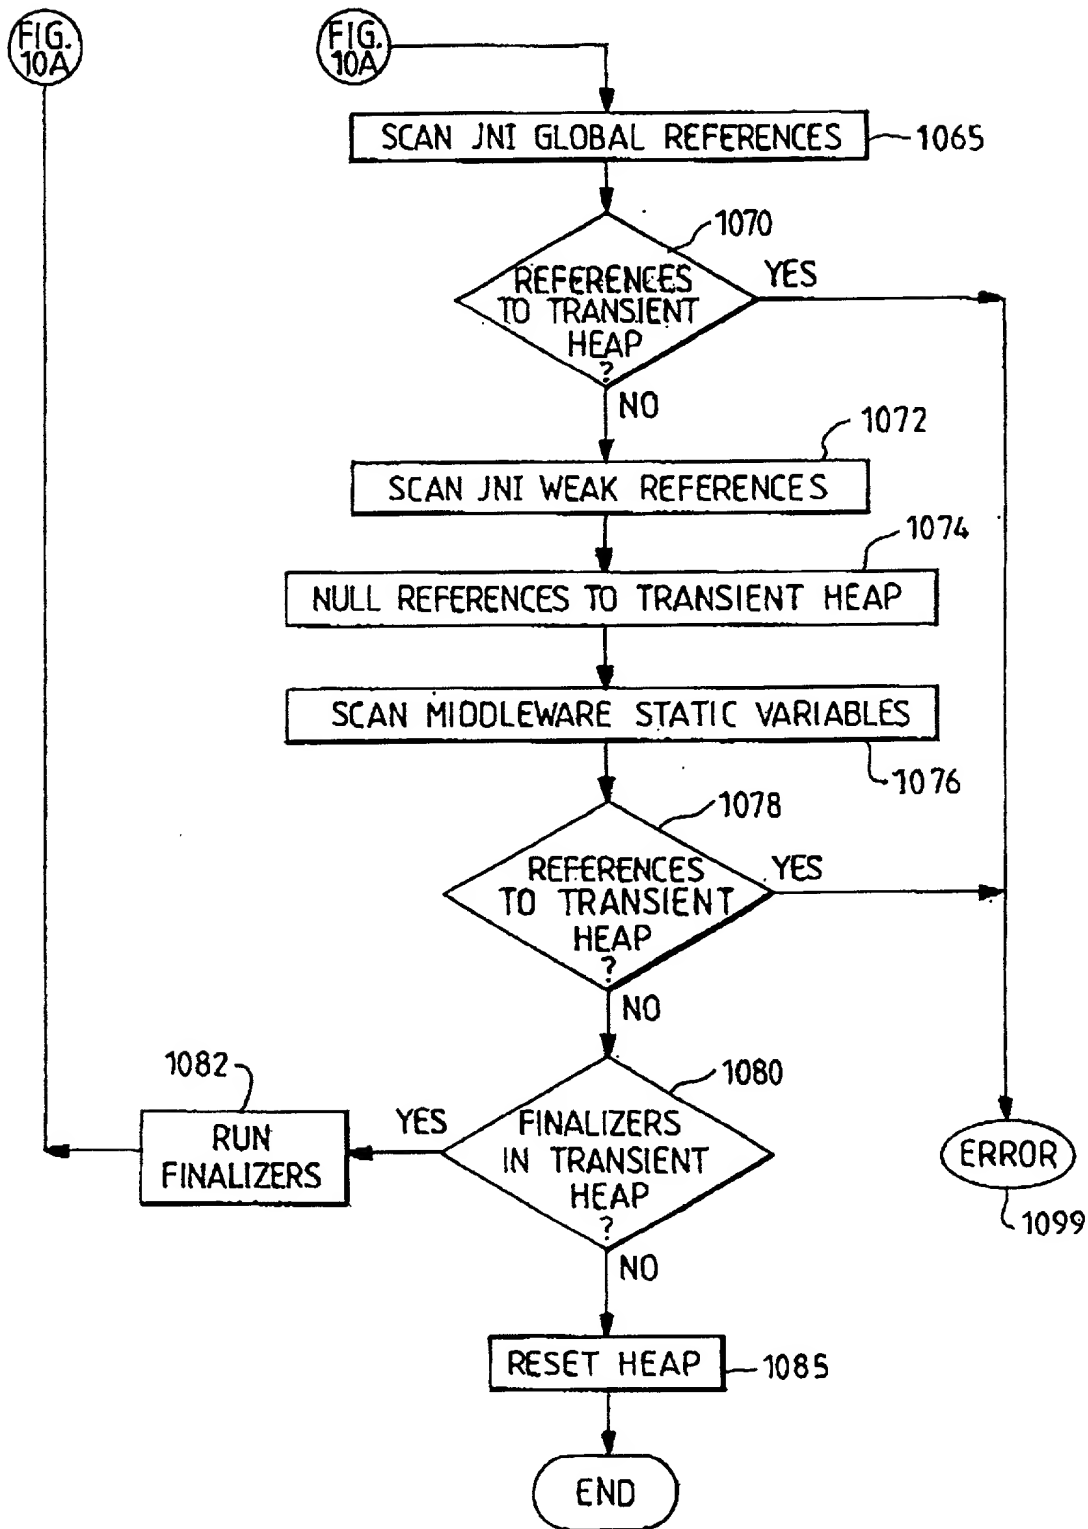 FIG.
10A
FIG.
10A
SCAN JNI GLOBAL REFERENCES
1065
1070
REFERENCES
TO TRANSIENT
HEAP
?
YES
NO
1072
SCAN JNI WEAK REFERENCES
1074
NULL REFERENCES TO TRANSIENT HEAP
SCAN MIDDLEWARE STATIC VARIABLES
1076
1078
REFERENCES
TO TRANSIENT
HEAP
?
YES
NO
1080
1082
YES
FINALIZERS
IN TRANSIENT
HEAP
?
RUN
FINALIZERS
ERROR
1099
NO
RESET HEAP
1085
END